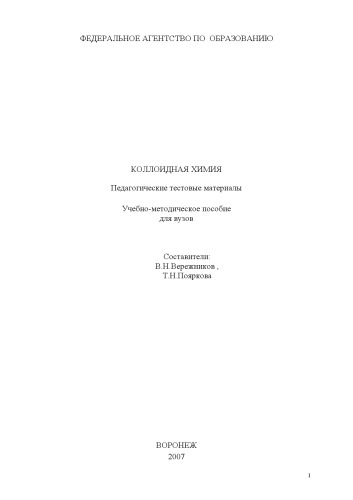 ФЕДЕРАЛЬНОЕ АГЕНТСТВО ПО ОБРАЗОВАНИЮ
КОЛЛОИДНАЯ ХИМИЯ
Педагогические тестовые материалы
Учебно-методическое пособие
для вузов
Составители
В.Н.Вережников ,
Т.Н.Пояркова
ВОРОНЕЖ
2007
1